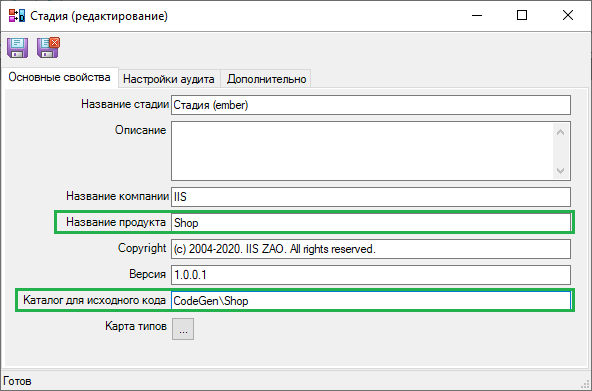 Стадия (редактирование)
Основные свойства Настройки аудита Дополнительно
Название стадии Стадия (ember)
Описание
Название компании IIS
Название продукта Shop
Copyright (c) 2004-2020. IIS ZAO. All rights reserved.
Версия 1.0.0.1
Каталог для исходного кода CodeGen\Shop
Карта типов ...
Готов